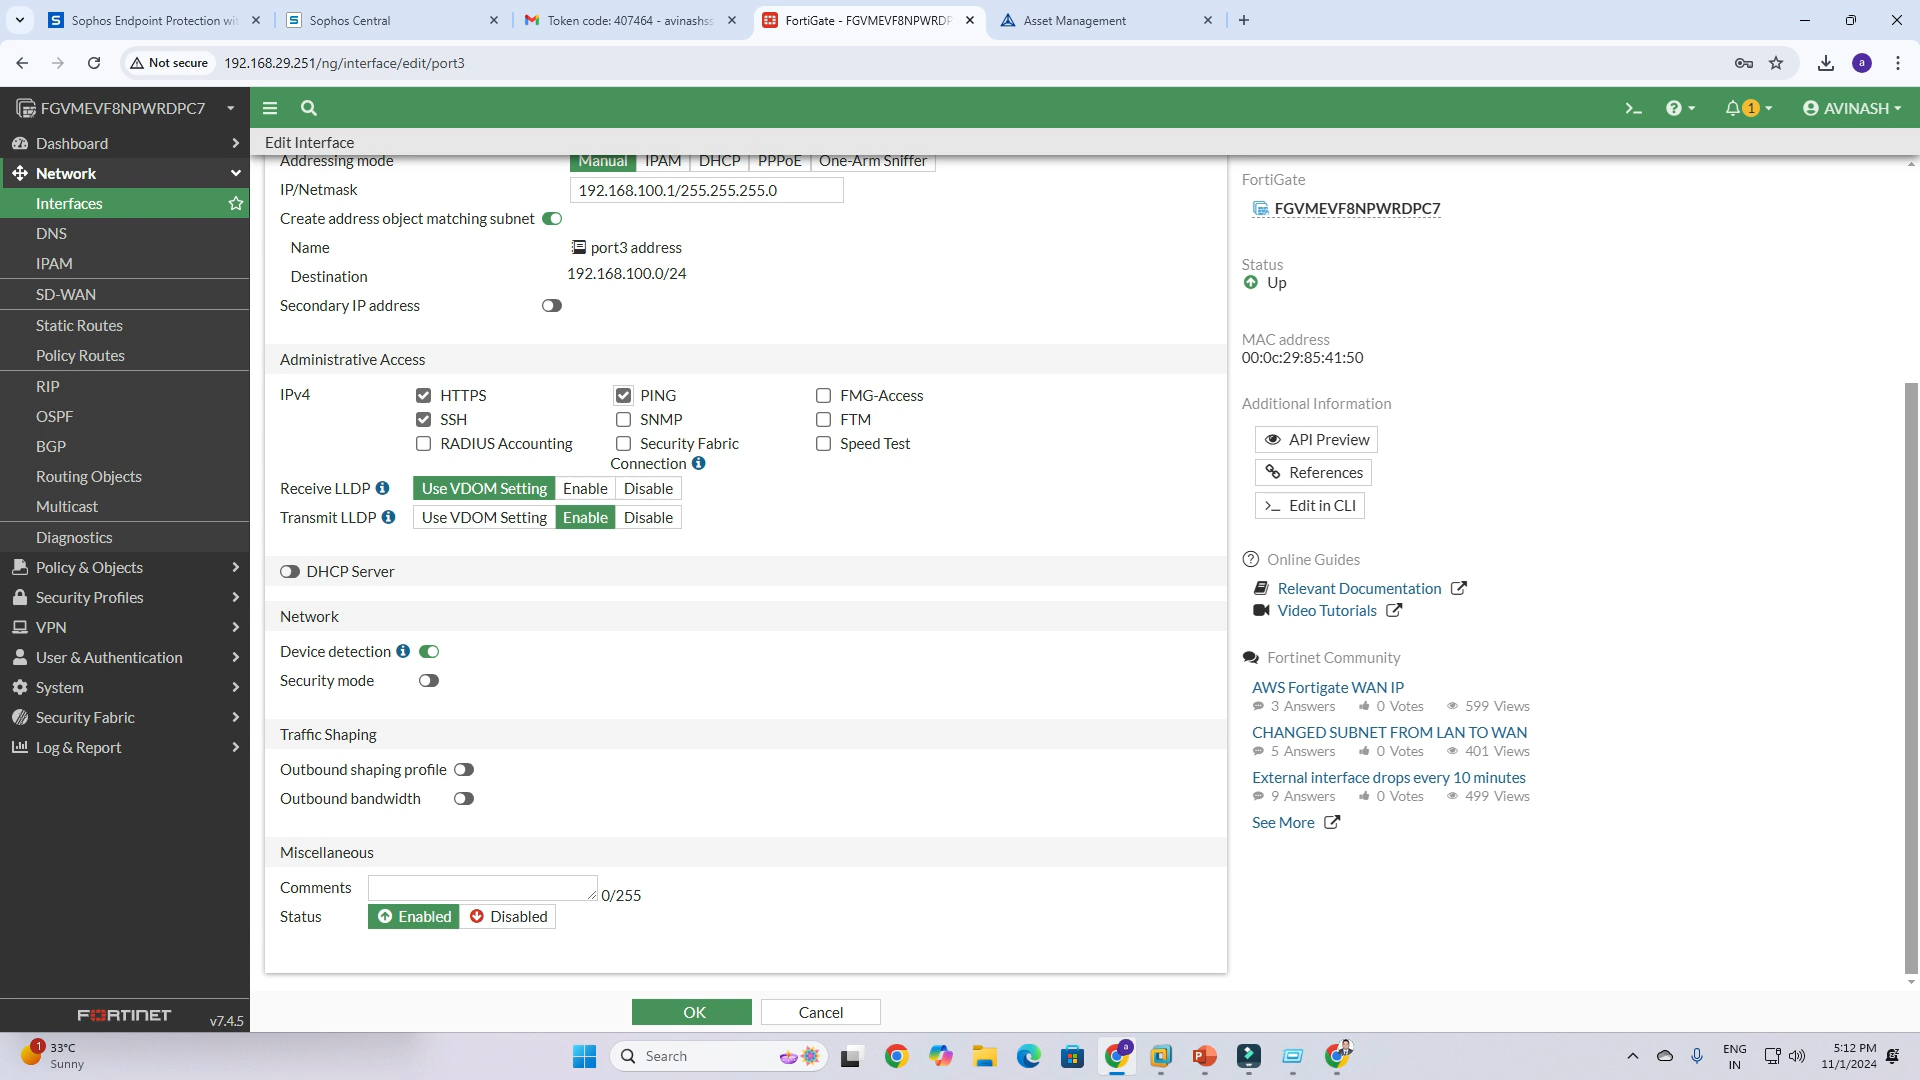 Sophos Endpoint Protection wit
Sophos Central
Token code: 407464 - avinashss
FortiGate - FGVMEVF8NPWRDP
Asset Management
Not secure
192.168.29.251/ng/interface/edit/port3
a
FGVMEVF8NPWRDPC7
1
AVINASH
Dashboard
Network
Interfaces
DNS
IPAM
SD-WAN
Static Routes
Policy Routes
RIP
OSPF
BGP
Routing Objects
Multicast
Diagnostics
Policy & Objects
Security Profiles
VPN
User & Authentication
System
Security Fabric
Log & Report
FORTINET
v7.4.5
Edit Interface
Addressing mode Manual IPAM DHCP PPPoE One-Arm Sniffer
IP/Netmask 192.168.100.1/255.255.255.0
Create address object matching subnet
Name port3 address
Destination 192.168.100.0/24
Secondary IP address
Administrative Access
IPv4 HTTPS PING FMG-Access
SSH SNMP FTM
RADIUS Accounting Security Fabric Speed Test
Connection
Receive LLDP Use VDOM Setting Enable Disable
Transmit LLDP Use VDOM Setting Enable Disable
DHCP Server
Network
Device detection
Security mode
Traffic Shaping
Outbound shaping profile
Outbound bandwidth
Miscellaneous
Comments 0/255
Status Enabled Disabled
OK Cancel
FortiGate
FGVMEVF8NPWRDPC7
Status
Up
MAC address
00:0c:29:85:41:50
Additional Information
API Preview
References
Edit in CLI
Online Guides
Relevant Documentation
Video Tutorials
Fortinet Community
AWS Fortigate WAN IP
3 Answers 0 Votes 599 Views
CHANGED SUBNET FROM LAN TO WAN
5 Answers 0 Votes 401 Views
External interface drops every 10 minutes
9 Answers 0 Votes 499 Views
See More
1
33°C
Sunny
Search
a
ENG
IN
5:12 PM
11/1/2024